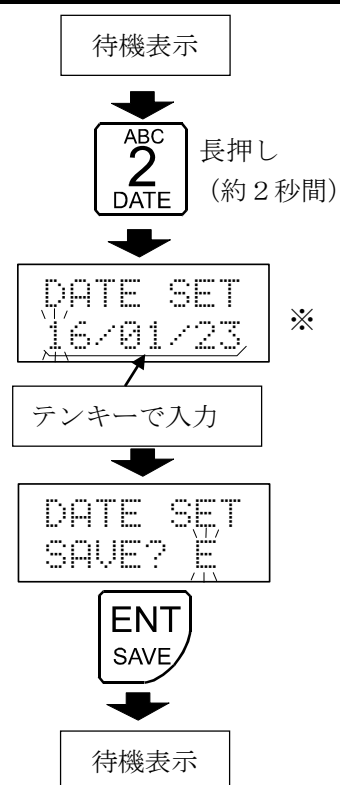 待機表示
ABC
2
DATE
長押し
（約２秒間）
DATE SET
16/01/23
※
テンキーで入力
DATE SET
SAVE? E
ENT
SAVE
待機表示